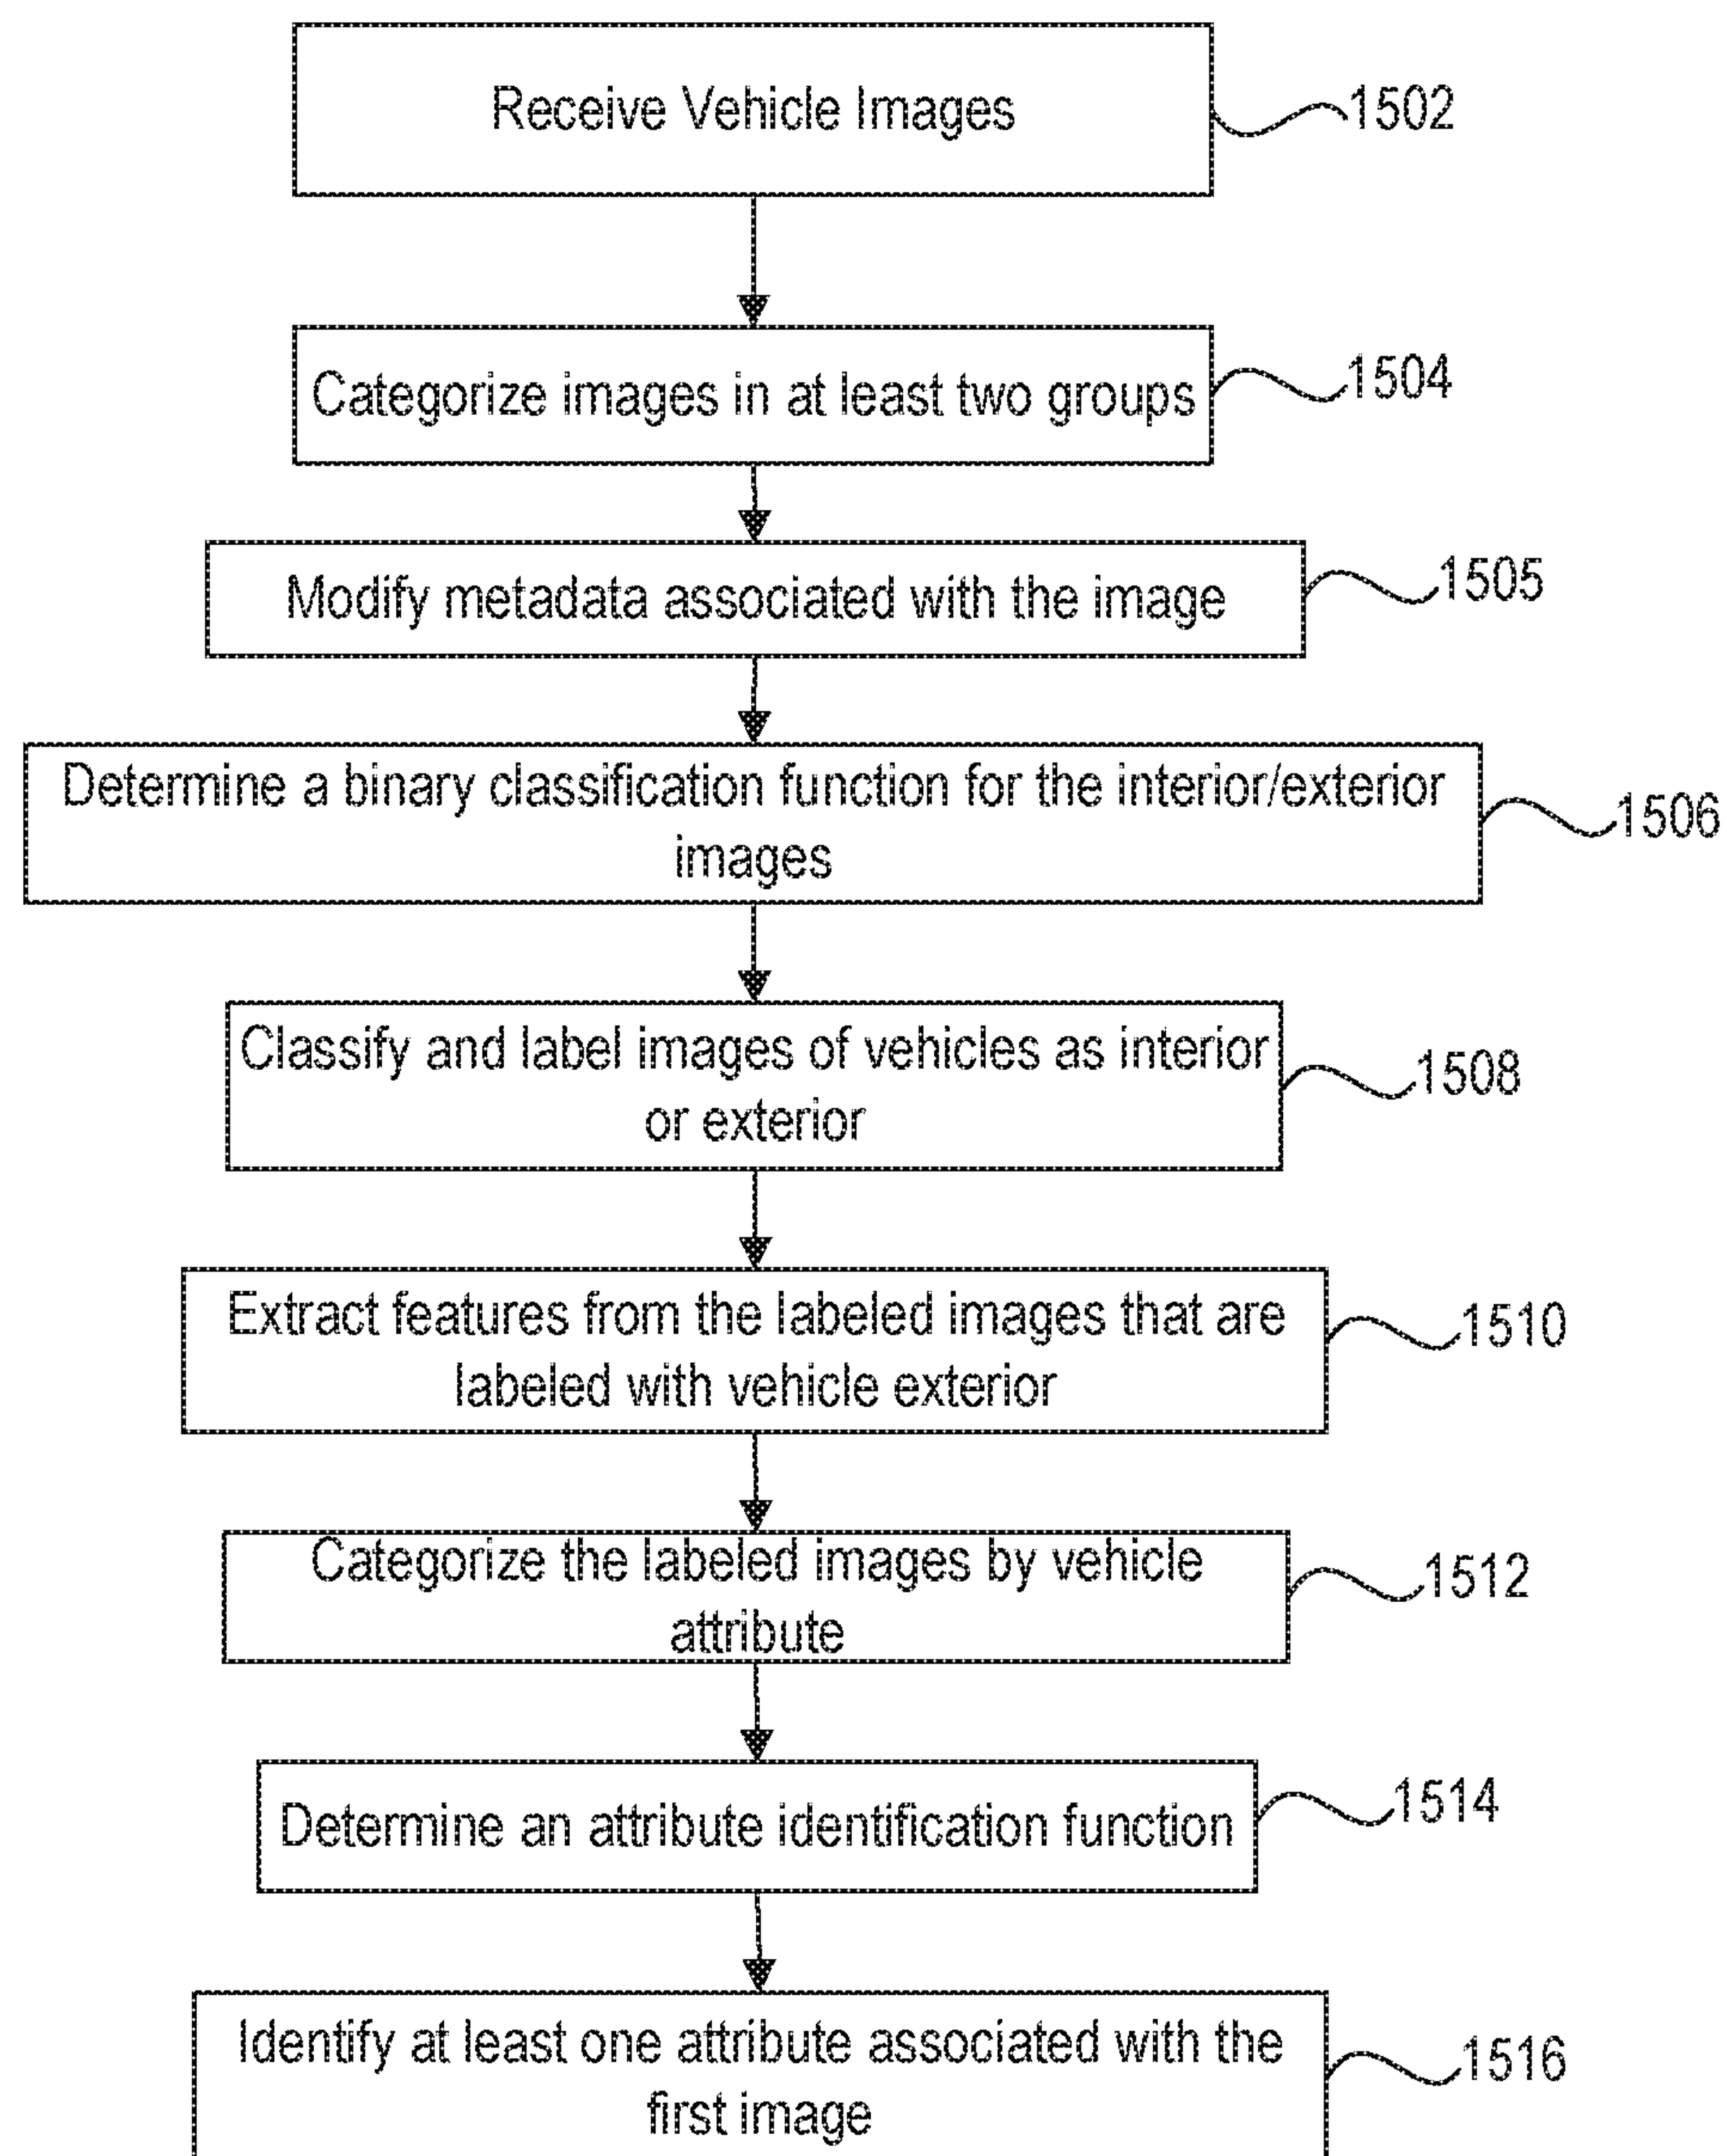 Receive Vehicle Images
1502
Categorize images in at least two groups
1504
Modify metadata associated with the image
1505
Determine a binary classification function for the interior/exterior
images
1506
Classify and label images of vehicles as interior
or exterior
1508
Extract features from the labeled images that are
labeled with vehicle exterior
1510
Categorize the labeled images by vehicle
attribute
1512
Determine an attribute identification function
1514
Identify at least one attribute associated with the
first image
1516